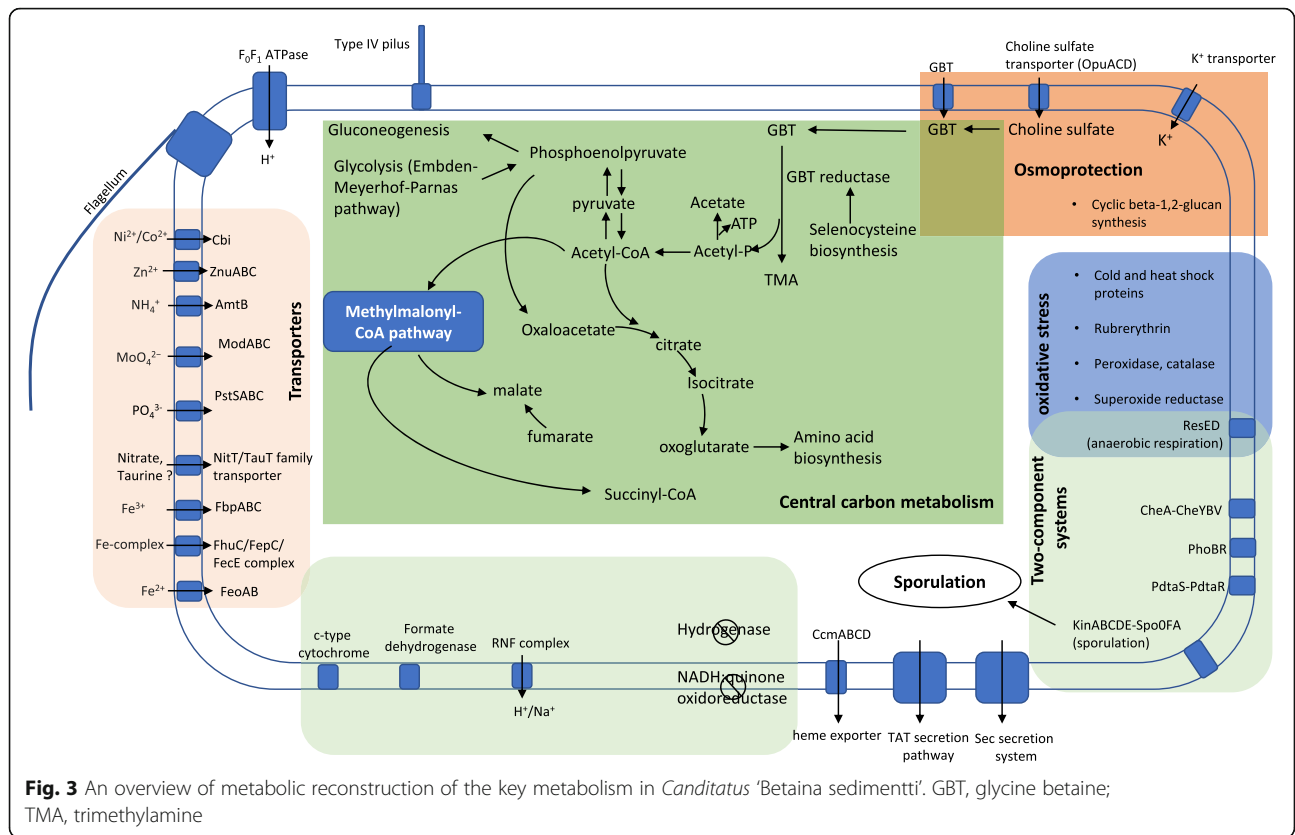 F0F1 ATPase
H+
Type IV pilus
Flagellum
GBT
Choline sulfate
transporter (OpuACD)
K+ transporter
GBT
Choline sulfate
K+
Osmoprotection
• Cyclic beta-1,2-glucan
synthesis
Gluconeogenesis
Glycolysis (Embden-
Meyerhof-Parnas
pathway)
Phosphoenolpyruvate
pyruvate
Acetyl-CoA
Acetate
ATP
Acetyl-P
GBT
GBT reductase
Selenocysteine
biosynthesis
TMA
Methylmalonyl-
CoA pathway
Oxaloacetate
citrate
Isocitrate
malate
fumarate
oxoglutarate
Amino acid
biosynthesis
Succinyl-CoA
Central carbon metabolism
Transporters
Ni2+/Co2+
Cbi
Zn2+
ZnuABC
NH4+
AmtB
MoO42−
ModABC
PO43-
PstSABC
Nitrate,
Taurine ?
NitT/TauT family
transporter
Fe3+
FbpABC
Fe-complex
FhuC/FepC/
FecE complex
Fe2+
FeoAB
oxidative stress
• Cold and heat shock
proteins
• Rubrerythrin
• Peroxidase, catalase
• Superoxide reductase
ResED
(anaerobic respiration)
Two-component
systems
CheA-CheYBV
PhoBR
PdtaS-PdtaR
KinABCDE-Spo0FA
(sporulation)
Sporulation
c-type
cytochrome
Formate
dehydrogenase
RNF complex
H+/Na+
Hydrogenase
NADH:quinone
oxidoreductase
CcmABCD
heme exporter
TAT secretion
pathway
Sec secretion
system
Fig. 3 An overview of metabolic reconstruction of the key metabolism in Canditatus 'Betaina sedimentti'. GBT, glycine betaine;
TMA, trimethylamine